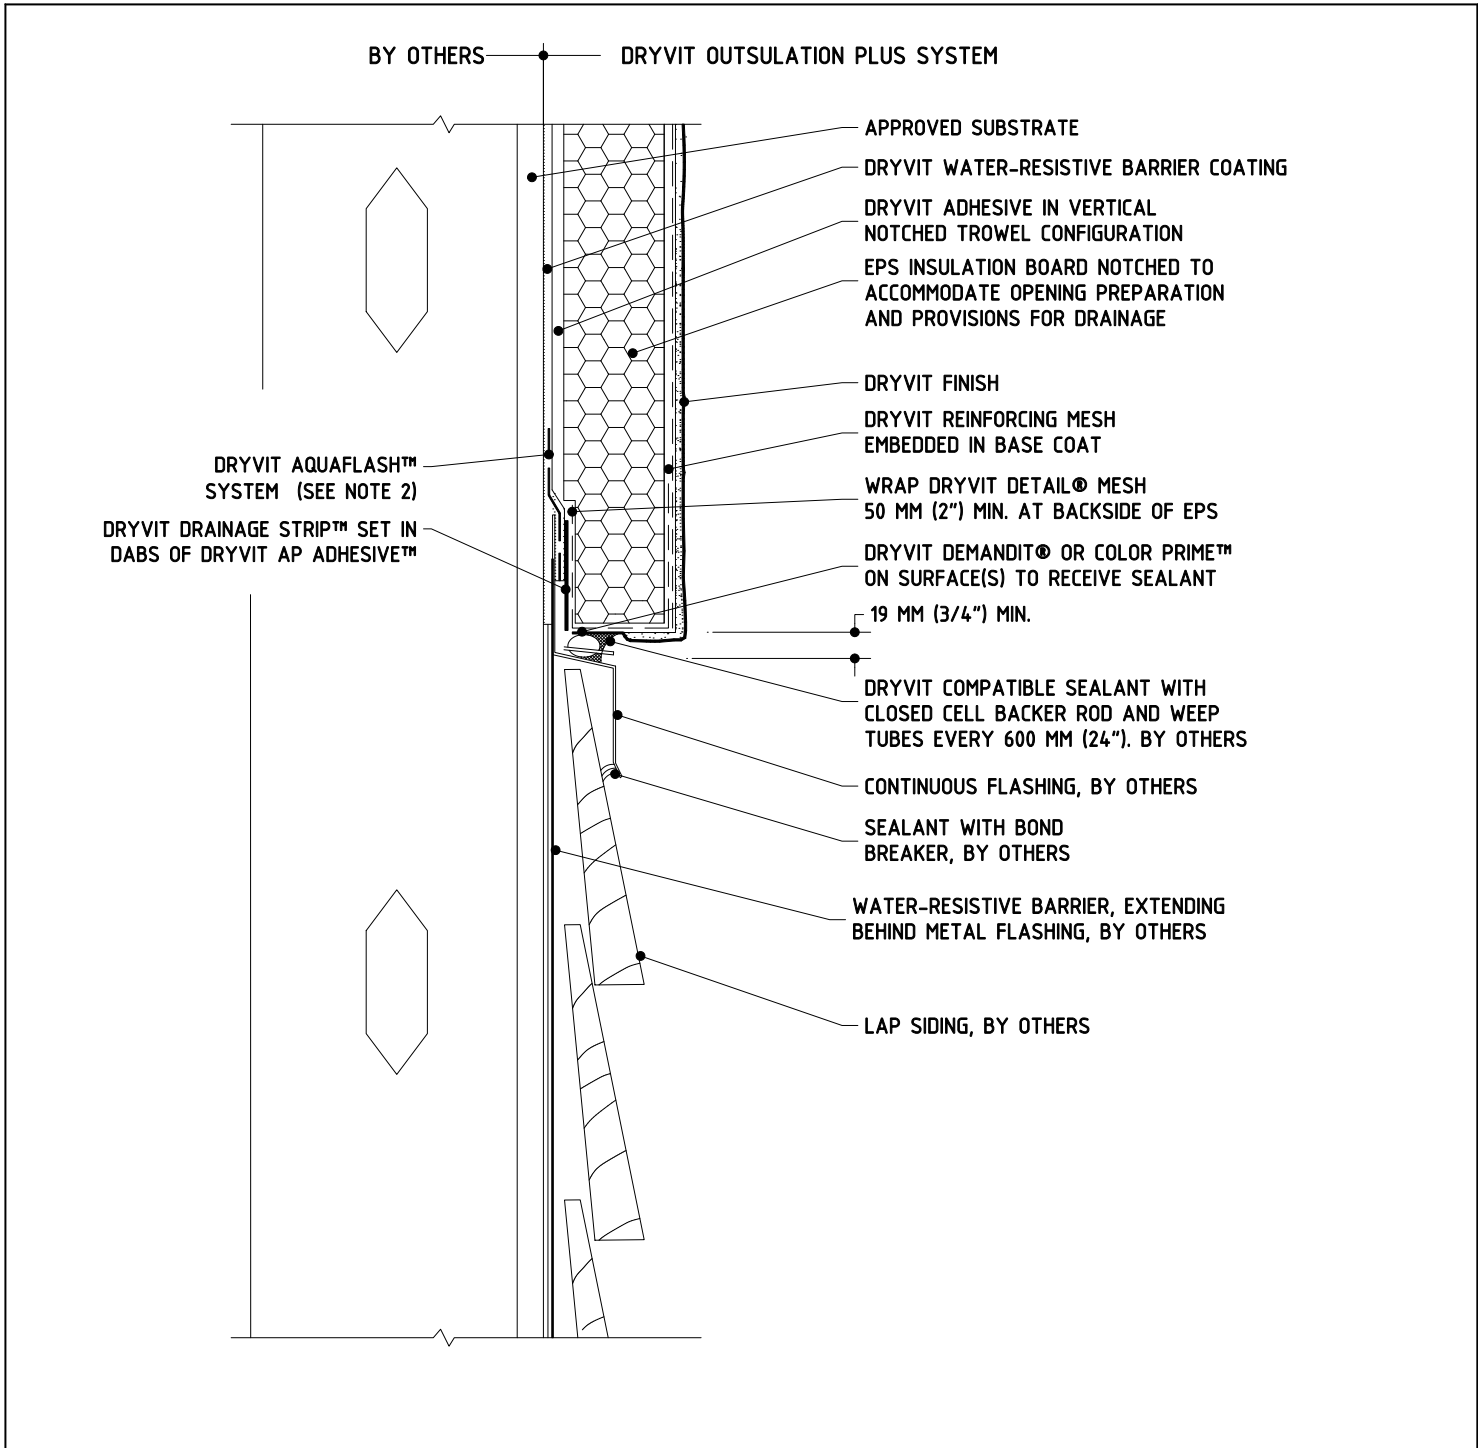 BY OTHERS
DRYVIT OUTSULATION PLUS SYSTEM
APPROVED SUBSTRATE
DRYVIT WATER-RESISTIVE BARRIER COATING
DRYVIT ADHESIVE IN VERTICAL
NOTCHED TROWEL CONFIGURATION
EPS INSULATION BOARD NOTCHED TO
ACCOMMODATE OPENING PREPARATION
AND PROVISIONS FOR DRAINAGE
DRYVIT FINISH
DRYVIT REINFORCING MESH
EMBEDDED IN BASE COAT
DRYVIT AQUAFLASH™
SYSTEM (SEE NOTE 2)
DRYVIT DRAINAGE STRIP™ SET IN
DABS OF DRYVIT AP ADHESIVE™
WRAP DRYVIT DETAIL® MESH
50 MM (2") MIN. AT BACKSIDE OF EPS
DRYVIT DEMANDIT® OR COLOR PRIME™
ON SURFACE(S) TO RECEIVE SEALANT
19 MM (3/4") MIN.
DRYVIT COMPATIBLE SEALANT WITH
CLOSED CELL BACKER ROD AND WEEP
TUBES EVERY 600 MM (24"). BY OTHERS
CONTINUOUS FLASHING, BY OTHERS
SEALANT WITH BOND
BREAKER, BY OTHERS
WATER-RESISTIVE BARRIER, EXTENDING
BEHIND METAL FLASHING, BY OTHERS
LAP SIDING, BY OTHERS